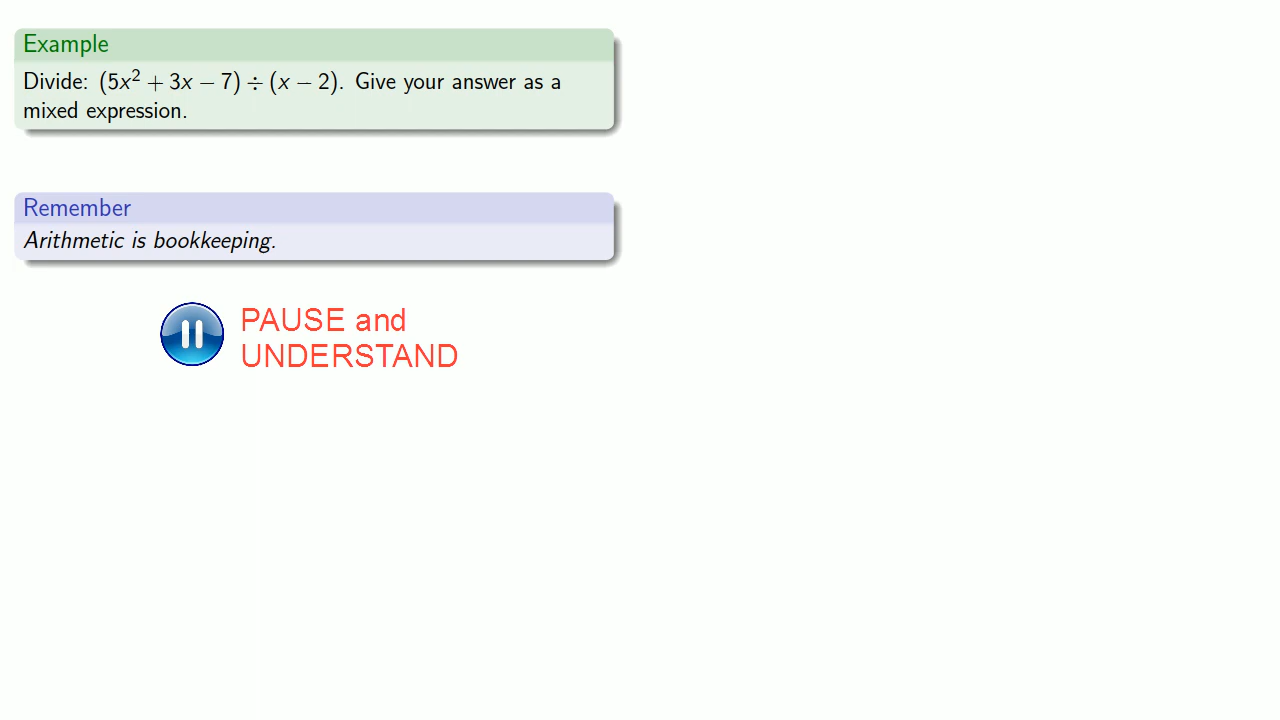 Example
Divide: (5x² + 3x − 7) ÷ (x − 2). Give your answer as a
mixed expression.
Remember
Arithmetic is bookkeeping.
PAUSE and
UNDERSTAND